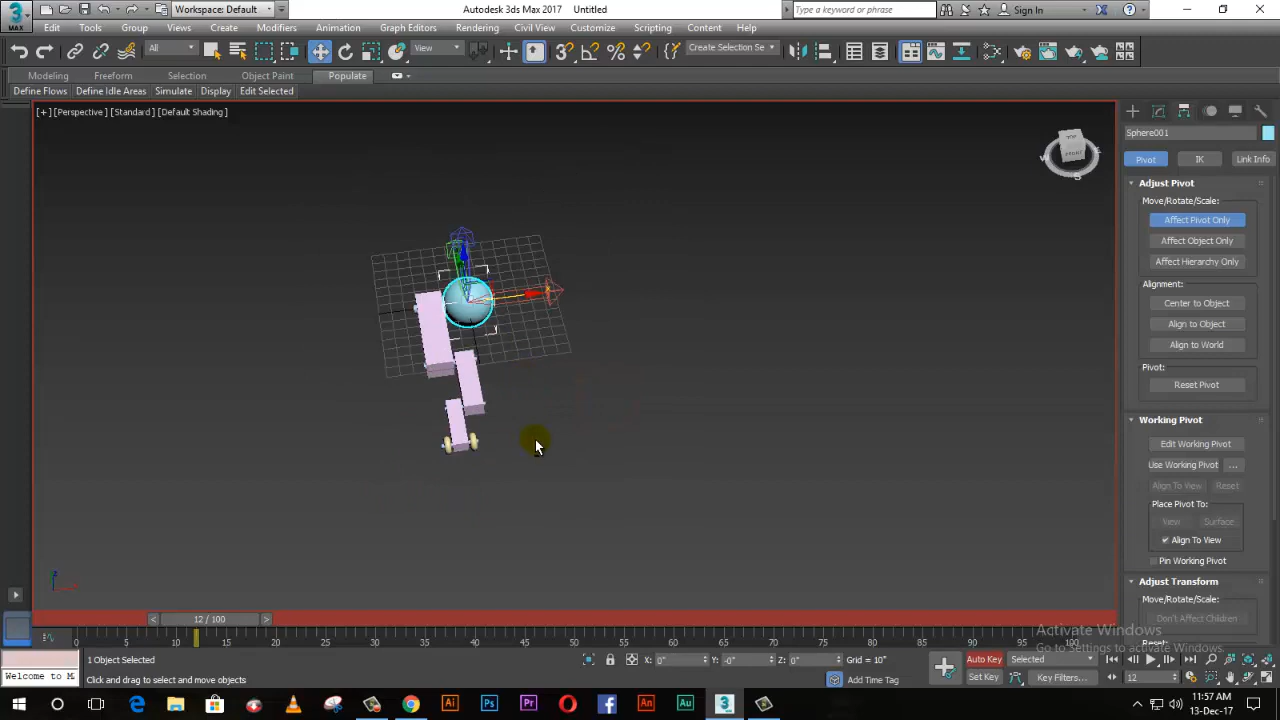 Workspace: Default
Autodesk 3ds Max 2017 Untitled
Type a keyword or phrase
Sign In
MAX
Edit Tools Group Views Create Modifiers Animation Graph Editors Rendering Civil View Customize Scripting Content Help
All
View
Create Selection Se
Modeling Freeform Selection Object Paint Populate
Define Flows Define Idle Areas Simulate Display Edit Selected
[+] [Perspective] [Standard] [Default Shading]
TOP
FRONT
W
S
Sphere001
Pivot IK Link Info
Adjust Pivot
Move/Rotate/Scale:
Affect Pivot Only
Affect Object Only
Affect Hierarchy Only
Alignment:
Center to Object
Align to Object
Align to World
Pivot:
Reset Pivot
Working Pivot
Edit Working Pivot
Use Working Pivot ...
Align To View Reset
Place Pivot To:
View Surface
Align To View
Pin Working Pivot
Adjust Transform
Move/Rotate/Scale:
Don't Affect Children
Activate Windows
Go to Settings to activate Windows.
< 12 / 100 >
0 5 10 15 20 25 30 35 40 45 50 55 60 65 70 75 80 85 90 95 100
1 Object Selected
X: 0" Y: -0" Z: 0" Grid = 10"
Auto Key Selected
Welcome to M
Click and drag to select and move objects
Add Time Tag
Set Key Key Filters... 12
11:57 AM
13-Dec-17